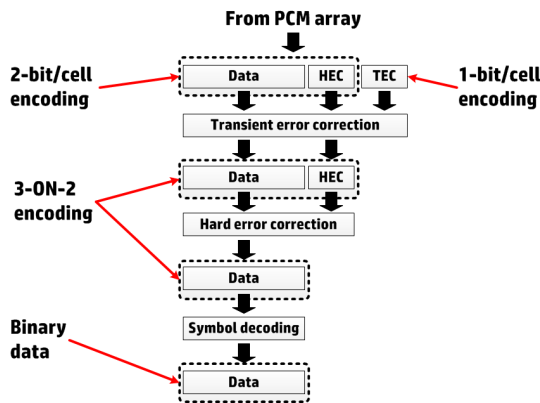 From PCM array
2-bit/cell
encoding
Data
HEC
TEC
1-bit/cell
encoding
Transient error correction
3-ON-2
encoding
Data
HEC
Hard error correction
Data
Binary
data
Symbol decoding
Data